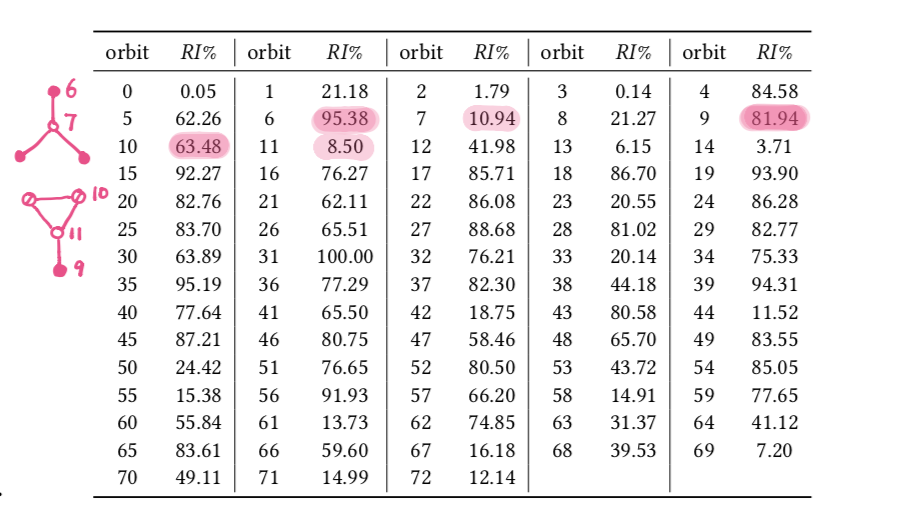 orbit RI% orbit RI% orbit RI% orbit RI% orbit RI%
6
0 0.05 1 21.18 2 1.79 3 0.14 4 84.58
7
5 62.26 6 95.38 7 10.94 8 21.27 9 81.94
10 63.48 11 8.50 12 41.98 13 6.15 14 3.71
15 92.27 16 76.27 17 85.71 18 86.70 19 93.90
10
20 82.76 21 62.11 22 86.08 23 20.55 24 86.28
11
25 83.70 26 65.51 27 88.68 28 81.02 29 82.77
30 63.89 31 100.00 32 76.21 33 20.14 34 75.33
9
35 95.19 36 77.29 37 82.30 38 44.18 39 94.31
40 77.64 41 65.50 42 18.75 43 80.58 44 11.52
45 87.21 46 80.75 47 58.46 48 65.70 49 83.55
50 24.42 51 76.65 52 80.50 53 43.72 54 85.05
55 15.38 56 91.93 57 66.20 58 14.91 59 77.65
60 55.84 61 13.73 62 74.85 63 31.37 64 41.12
65 83.61 66 59.60 67 16.18 68 39.53 69 7.20
70 49.11 71 14.99 72 12.14